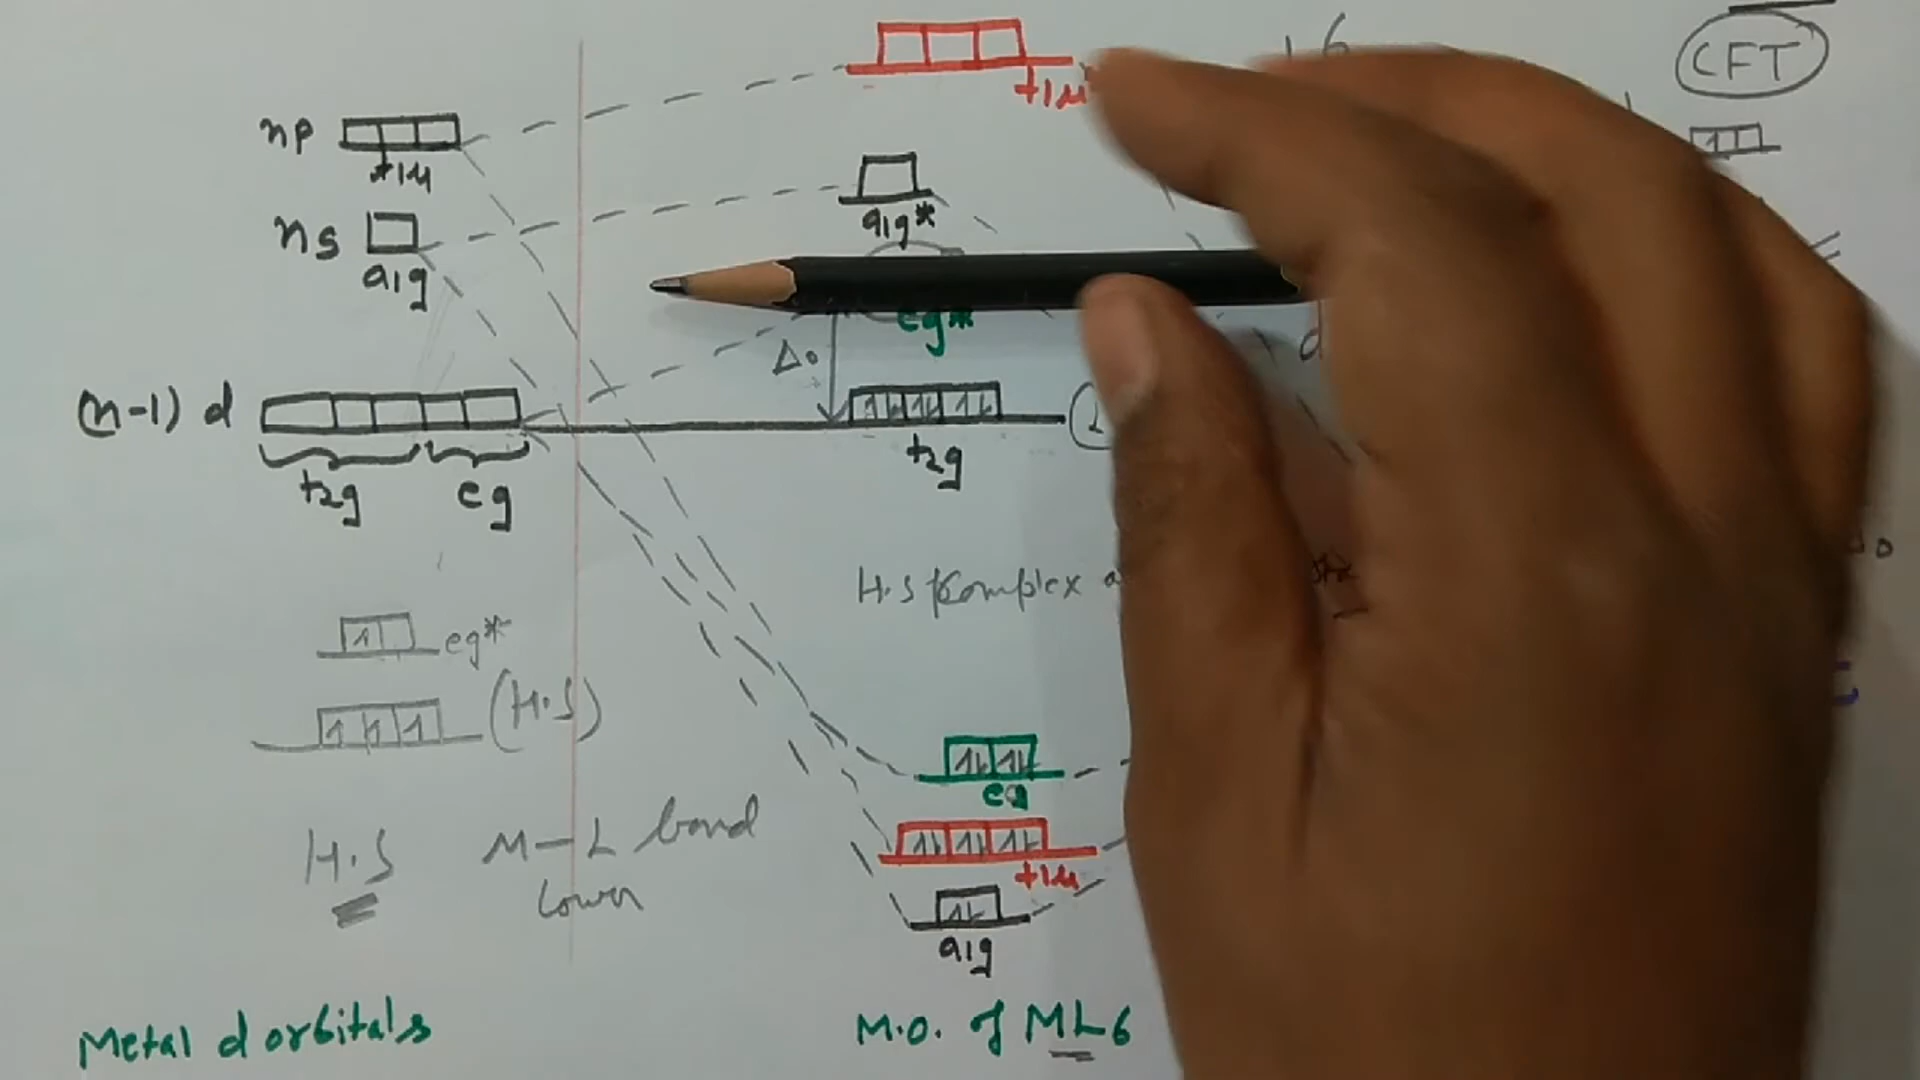 t1u
CFT
np
t1u
ns
a1g
a1g*
eg*
Δo
(n-1) d
t2g
eg
t2g
H.S complex
eg*
(H.S)
eg
t1u
a1g
H.S
M-L bond
lower
Metal d orbitals
M.O. of ML6